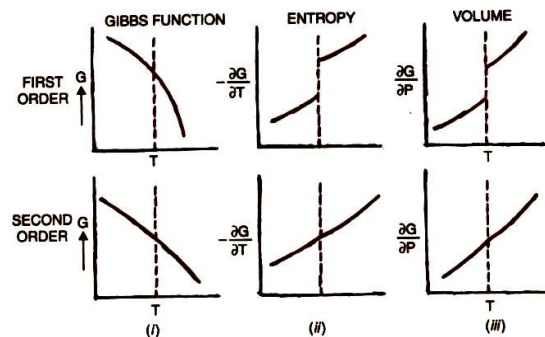 GIBBS FUNCTION ENTROPY VOLUME
FIRST ORDER G T
−∂G/∂T
∂G/∂P T
SECOND ORDER G T
−∂G/∂T
∂G/∂P T
(i) (ii) (iii)